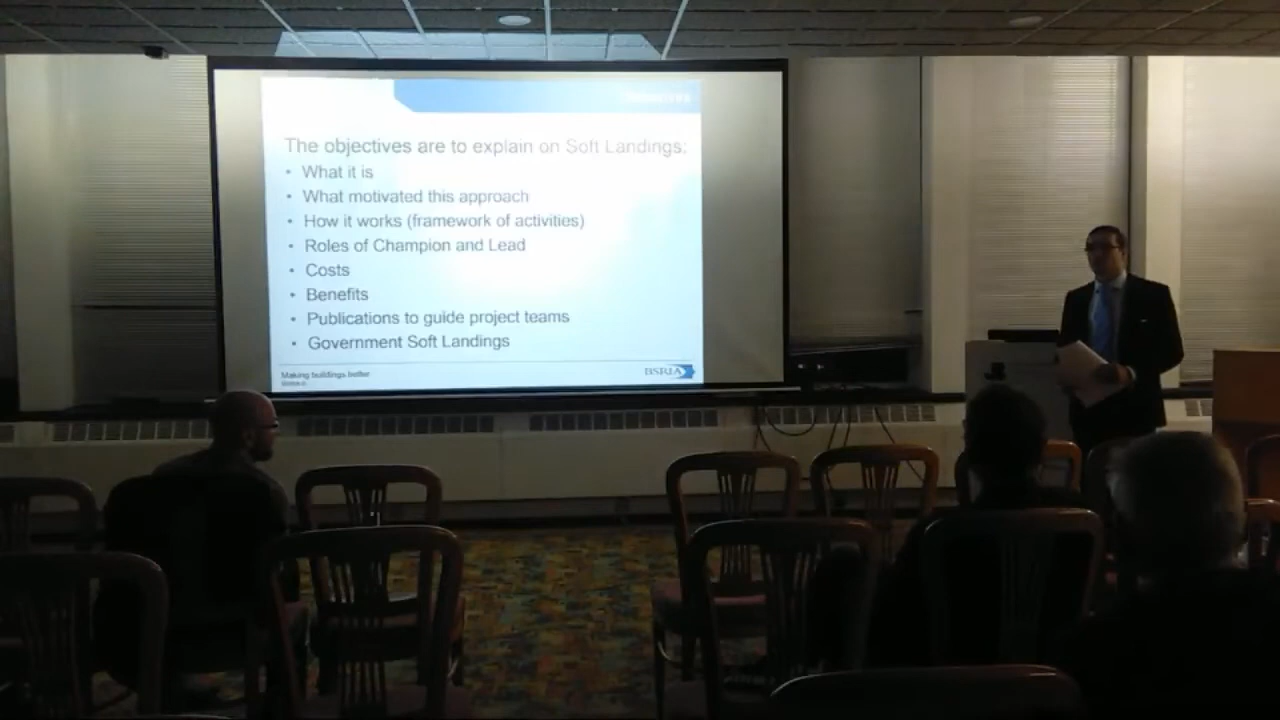 The objectives are to explain on Soft Landings:
• What it is
• What motivated this approach
• How it works (framework of activities)
• Roles of Champion and Lead
• Costs
• Benefits
• Publications to guide project teams
• Government Soft Landings
Making buildings better
BSRIA